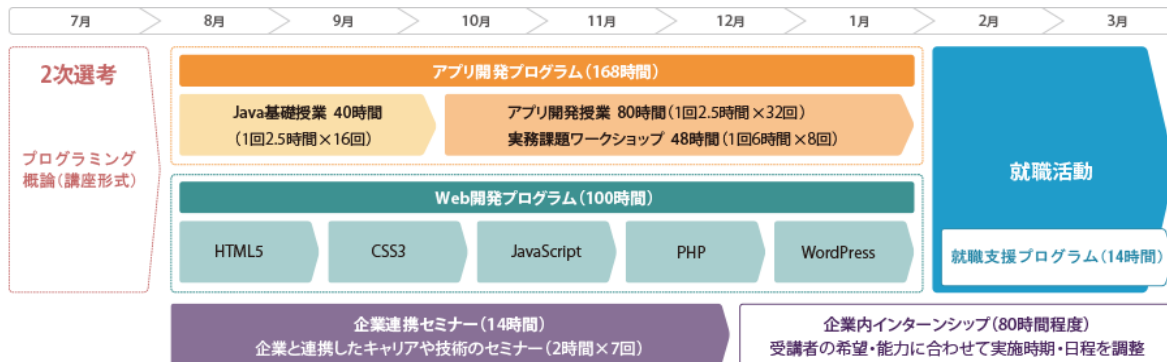 7月
8月
9月
10月
11月
12月
1月
2月
3月
2次選考
プログラミング
概論(講座形式)
アプリ開発プログラム(168時間)
Java基礎授業 40時間
(1回2.5時間×16回)
アプリ開発授業 80時間(1回2.5時間×32回)
実務課題ワークショップ 48時間(1回6時間×8回)
Web開発プログラム(100時間)
HTML5
CSS3
JavaScript
PHP
WordPress
就職活動
就職支援プログラム(14時間)
企業連携セミナー(14時間)
企業と連携したキャリアや技術のセミナー(2時間×7回)
企業内インターンシップ(80時間程度)
受講者の希望・能力に合わせて実施時期・日程を調整